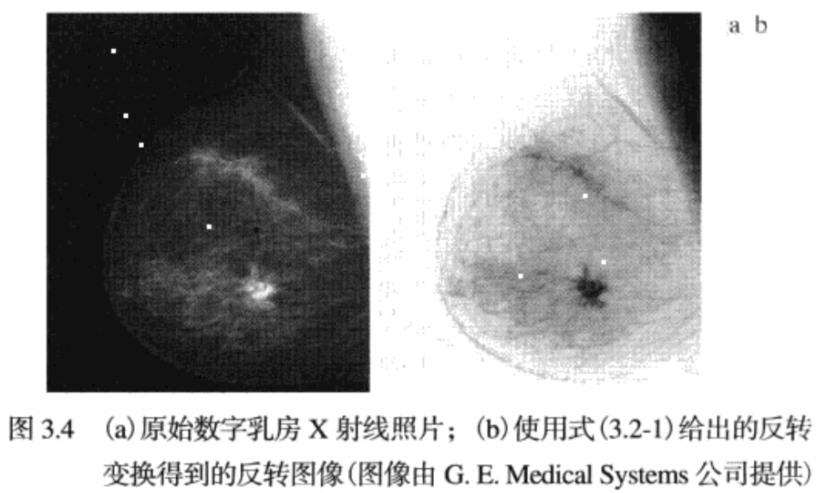 a b
图 3.4 (a)原始数字乳房 X 射线照片；(b)使用式(3.2-1)给出的反转
变换得到的反转图像(图像由 G. E. Medical Systems 公司提供)